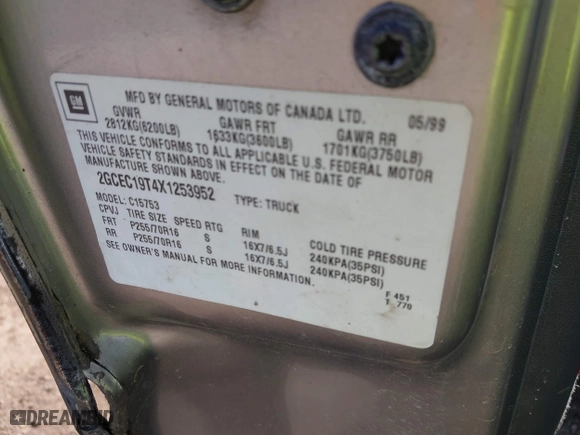 GM
MFD BY GENERAL MOTORS OF CANADA LTD. 05/99
GVWR GAWR FRT GAWR RR
2812KG(6200LB) 1633KG(3600LB) 1701KG(3750LB)
THIS VEHICLE CONFORMS TO ALL APPLICABLE U.S. FEDERAL MOTOR
VEHICLE SAFETY STANDARDS IN EFFECT ON THE DATE OF
MANUFACTURE SHOWN ABOVE.
2GCEC19T4X1253952 TYPE: TRUCK
MODEL: C15753
CPVJ TIRE SIZE SPEED RTG RIM COLD TIRE PRESSURE
FRT P255/70R16 S 16X7/6.5J 240KPA(35PSI)
RR P255/70R16 S 16X7/6.5J 240KPA(35PSI)
SEE OWNER'S MANUAL FOR MORE INFORMATION.
F 451
T 770
©DREAMBID